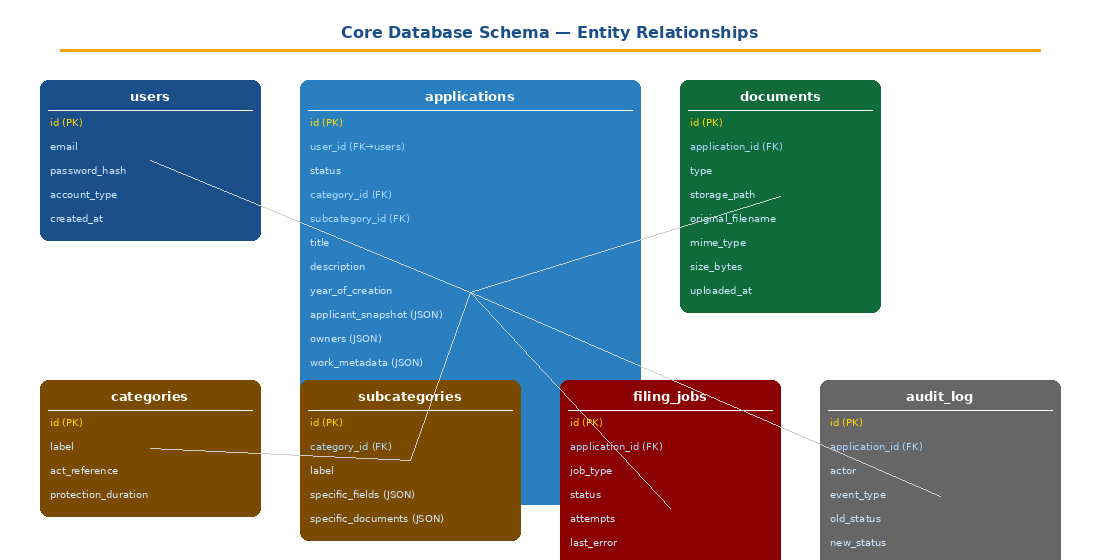 Core Database Schema — Entity Relationships
users
id (PK)
email
password_hash
account_type
created_at
applications
id (PK)
user_id (FK→users)
status
category_id (FK)
subcategory_id (FK)
title
description
year_of_creation
applicant_snapshot (JSON)
owners (JSON)
work_metadata (JSON)
documents
id (PK)
application_id (FK)
type
storage_path
original_filename
mime_type
size_bytes
uploaded_at
categories
id (PK)
label
act_reference
protection_duration
subcategories
id (PK)
category_id (FK)
label
specific_fields (JSON)
specific_documents (JSON)
filing_jobs
id (PK)
application_id (FK)
job_type
status
attempts
last_error
audit_log
id (PK)
application_id (FK)
actor
event_type
old_status
new_status